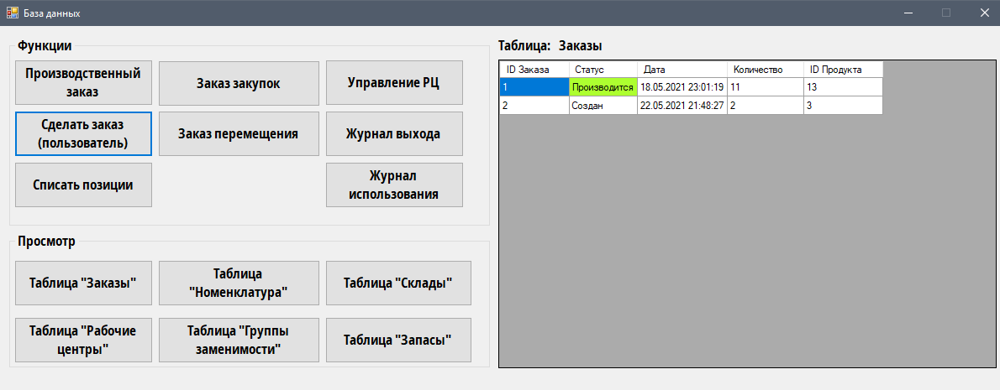 База данных
Функции
Производственный
заказ
Заказ закупок
Управление РЦ
Сделать заказ
(пользователь)
Заказ перемещения
Журнал выхода
Списать позиции
Журнал
использования
Просмотр
Таблица "Заказы"
Таблица
"Номенклатура"
Таблица "Склады"
Таблица "Рабочие
центры"
Таблица "Группы
заменимости"
Таблица "Запасы"
Таблица: Заказы
ID Заказа Статус Дата Количество ID Продукта
1 Производится 18.05.2021 23:01:19 11 13
2 Создан 22.05.2021 21:48:27 2 3